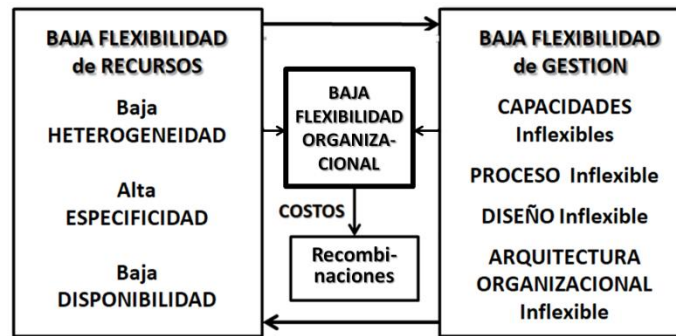 BAJA FLEXIBILIDAD
de RECURSOS
Baja
HETEROGENEIDAD
Alta
ESPECIFICIDAD
Baja
DISPONIBILIDAD
BAJA
FLEXIBILIDAD
ORGANIZA-
CIONAL
COSTOS
Recombi-
naciones
BAJA FLEXIBILIDAD
de GESTION
CAPACIDADES
Inflexibles
PROCESO Inflexible
DISEÑO Inflexible
ARQUITECTURA
ORGANIZACIONAL
Inflexible